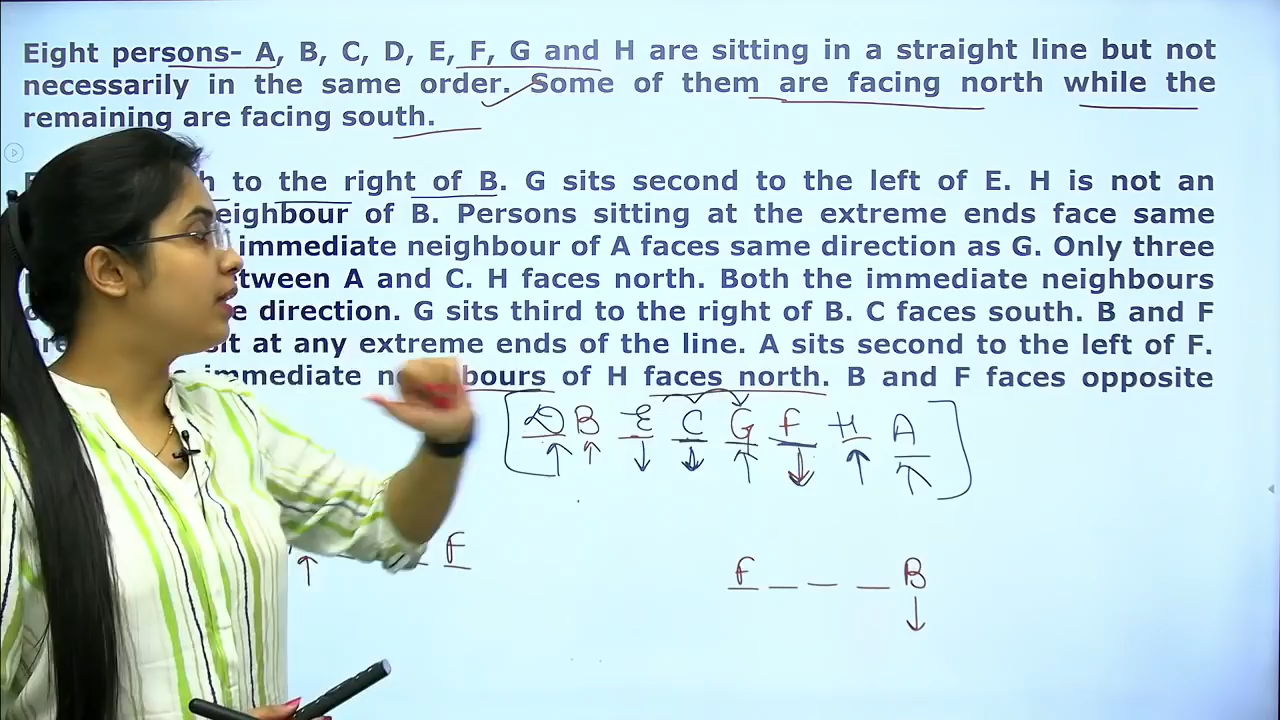 Eight persons- A, B, C, D, E, F, G and H are sitting in a straight line but not
necessarily in the same order. Some of them are facing north while the
remaining are facing south.
to the right of B. G sits second to the left of E. H is not an
of B. Persons sitting at the extreme ends face same
immediate neighbour of A faces same direction as G. Only three
A and C. H faces north. Both the immediate neighbours
direction. G sits third to the right of B. C faces south. B and F
sit at any extreme ends of the line. A sits second to the left of F.
of H faces north. B and F faces opposite
D B E C G F H A
F
F B